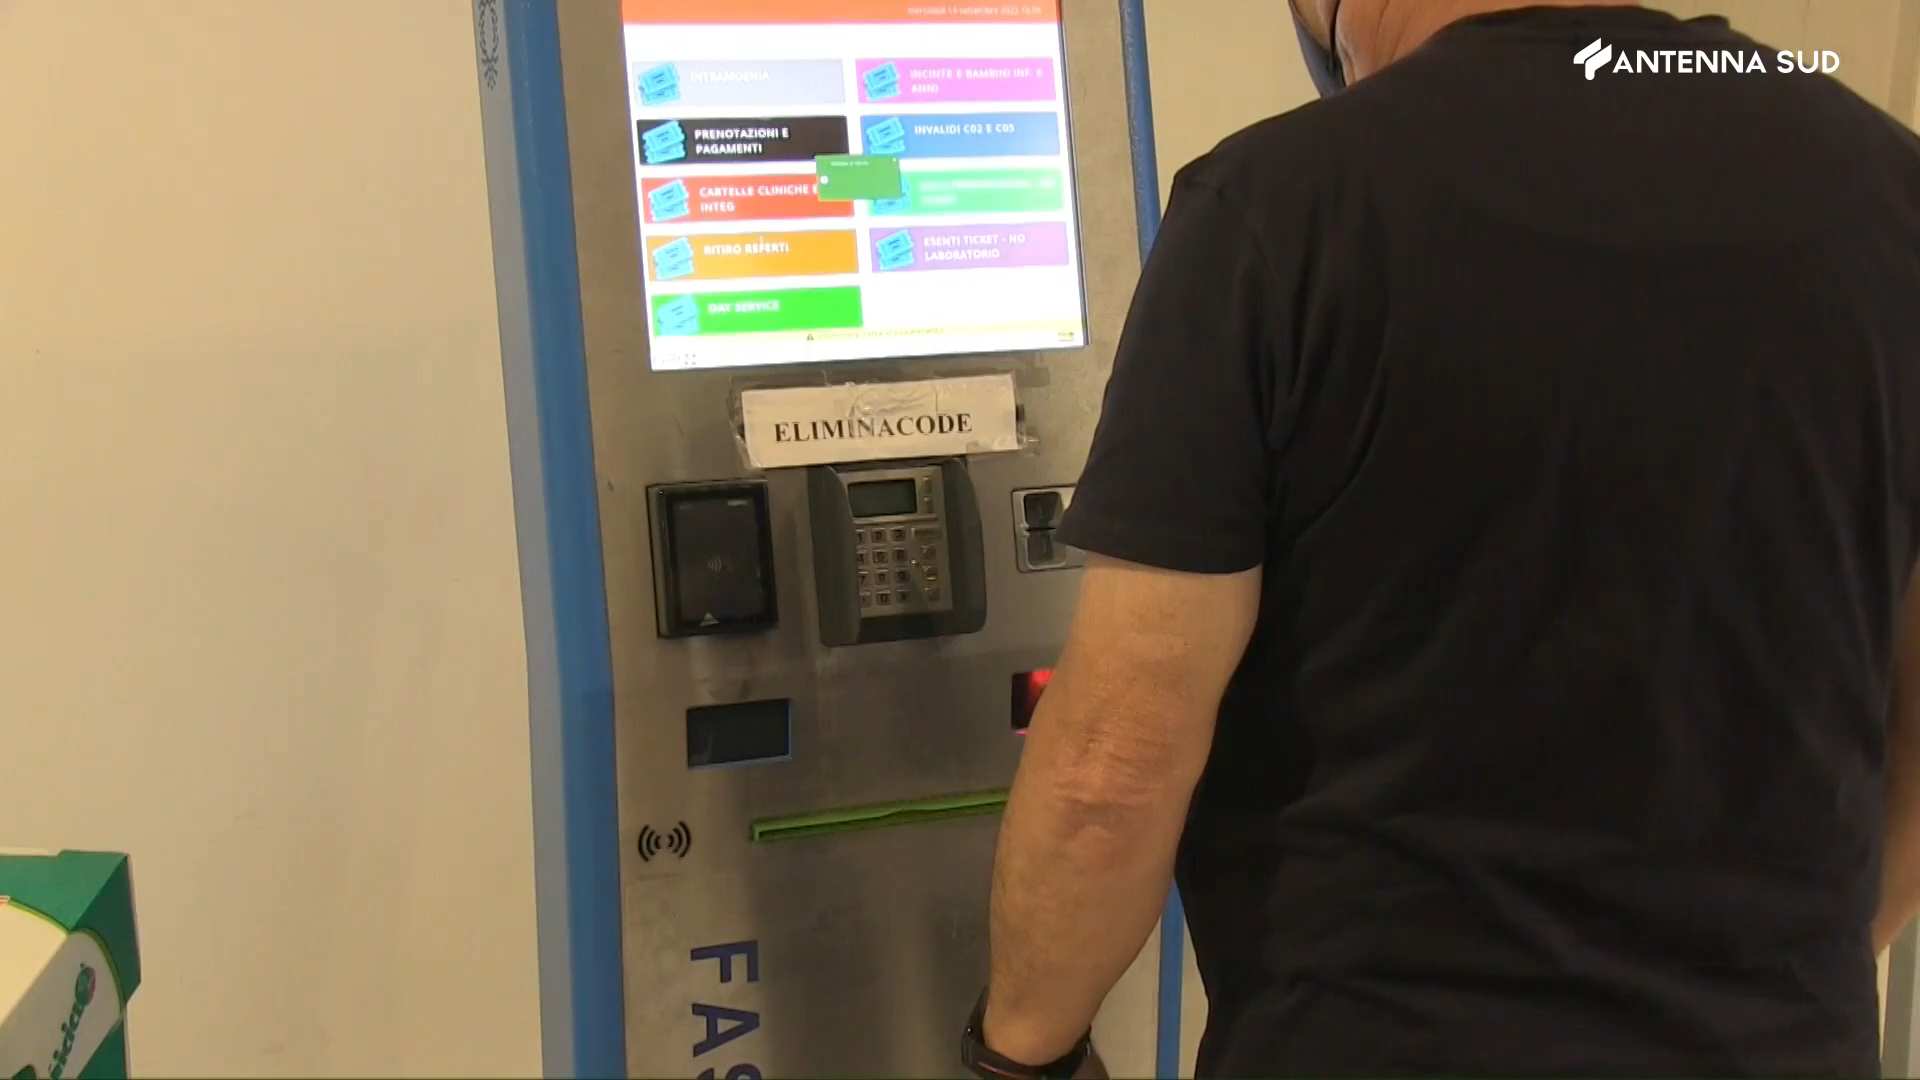 ANTENNA SUD
INTRAMOENIA
INCINTE E BAMBINI INF. 6
ANNI
PRENOTAZIONI E
PAGAMENTI
INVALIDI C02 E C05
CARTELLE CLINICHE E
INTEG
RITIRO REFERTI
ESENTI TICKET - NO
LABORATORIO
DAY SERVICE
ELIMINACODE
FAS